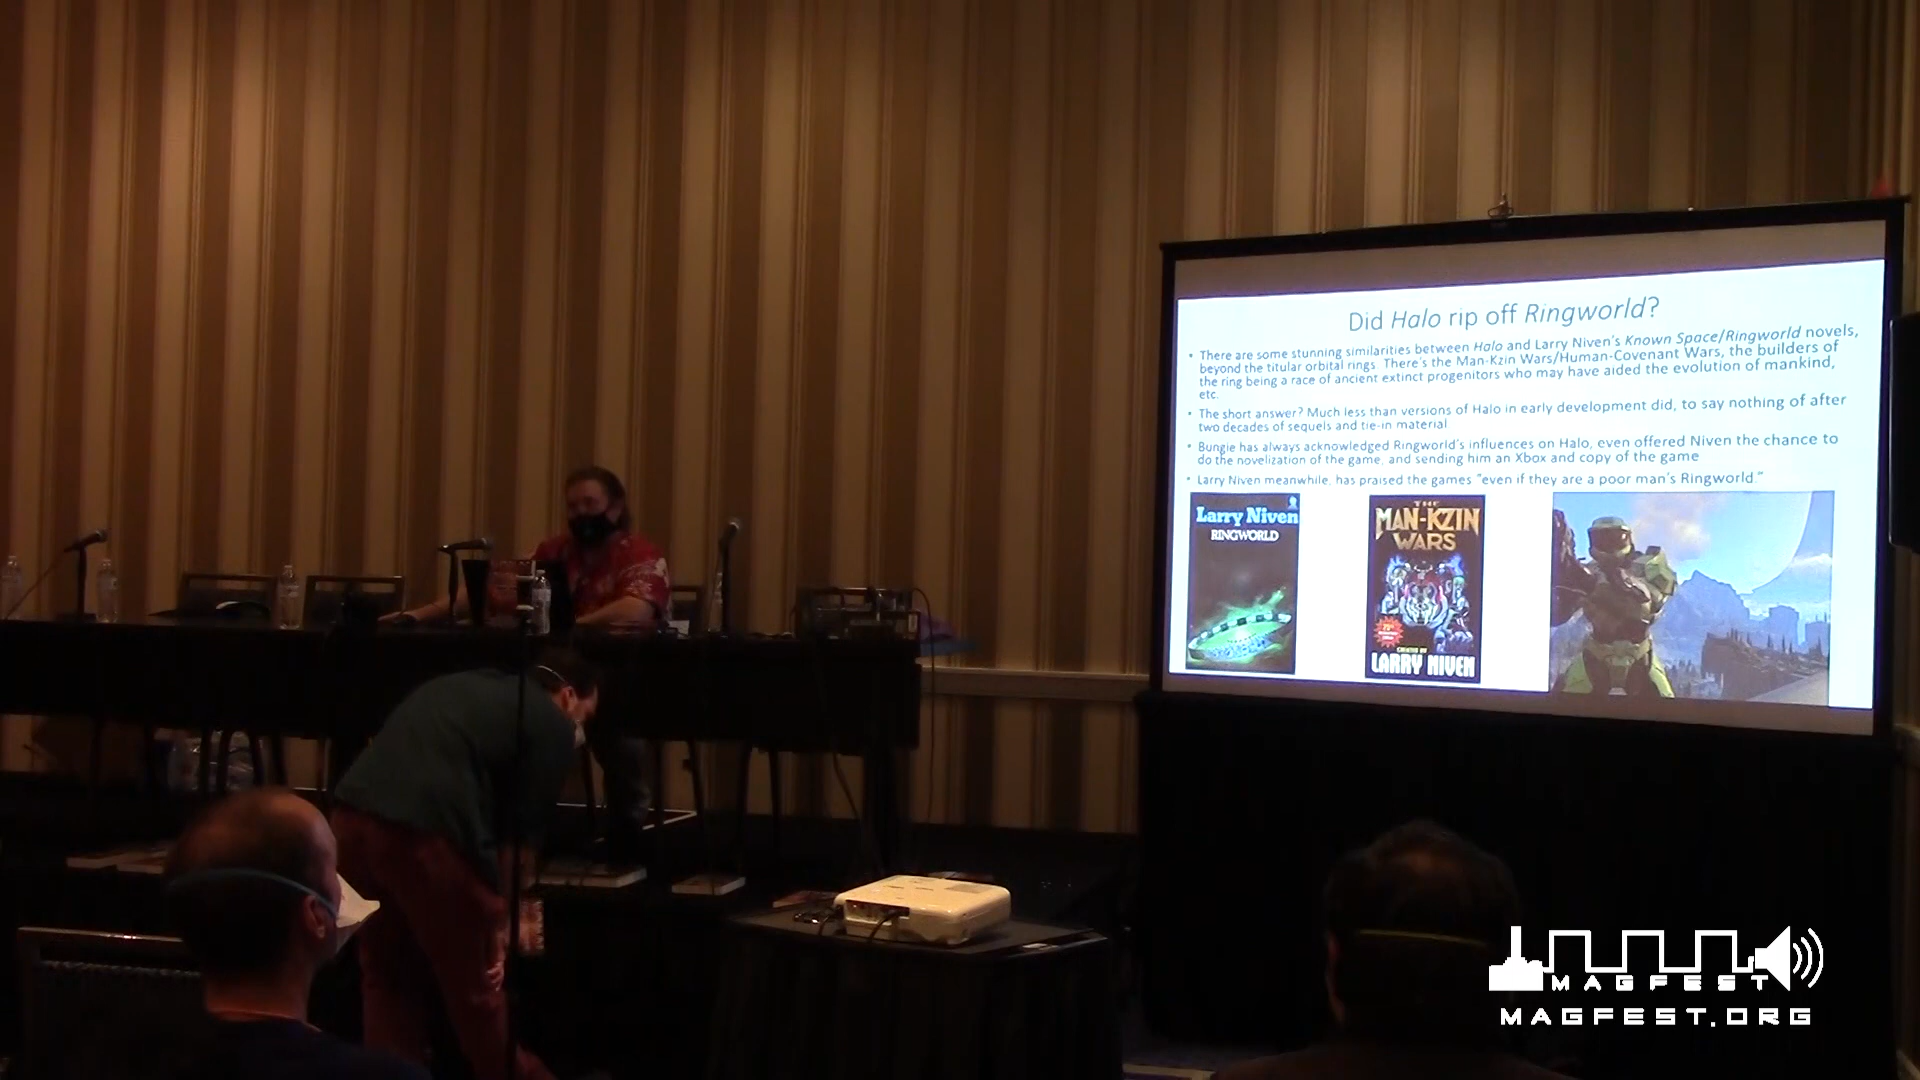 Did Halo rip off Ringworld?
• There are some stunning similarities between Halo and Larry Niven's Known Space/Ringworld novels,
beyond the titular orbital rings. There's the Man-Kzin Wars/Human-Covenant Wars, the builders of
the ring being a race of ancient extinct progenitors who may have aided the evolution of mankind,
etc.
• The short answer? Much less than versions of Halo in early development did, to say nothing of after
two decades of sequels and tie-in material
• Bungie has always acknowledged Ringworld's influences on Halo, even offered Niven the chance to
do the novelization of the game, and sending him an Xbox and copy of the game
• Larry Niven meanwhile, has praised the games "even if they are a poor man's Ringworld."
Larry Niven
RINGWORLD
THE
MAN-KZIN
WARS
CREATED BY
LARRY NIVEN
MAGFEST
MAGFEST.ORG